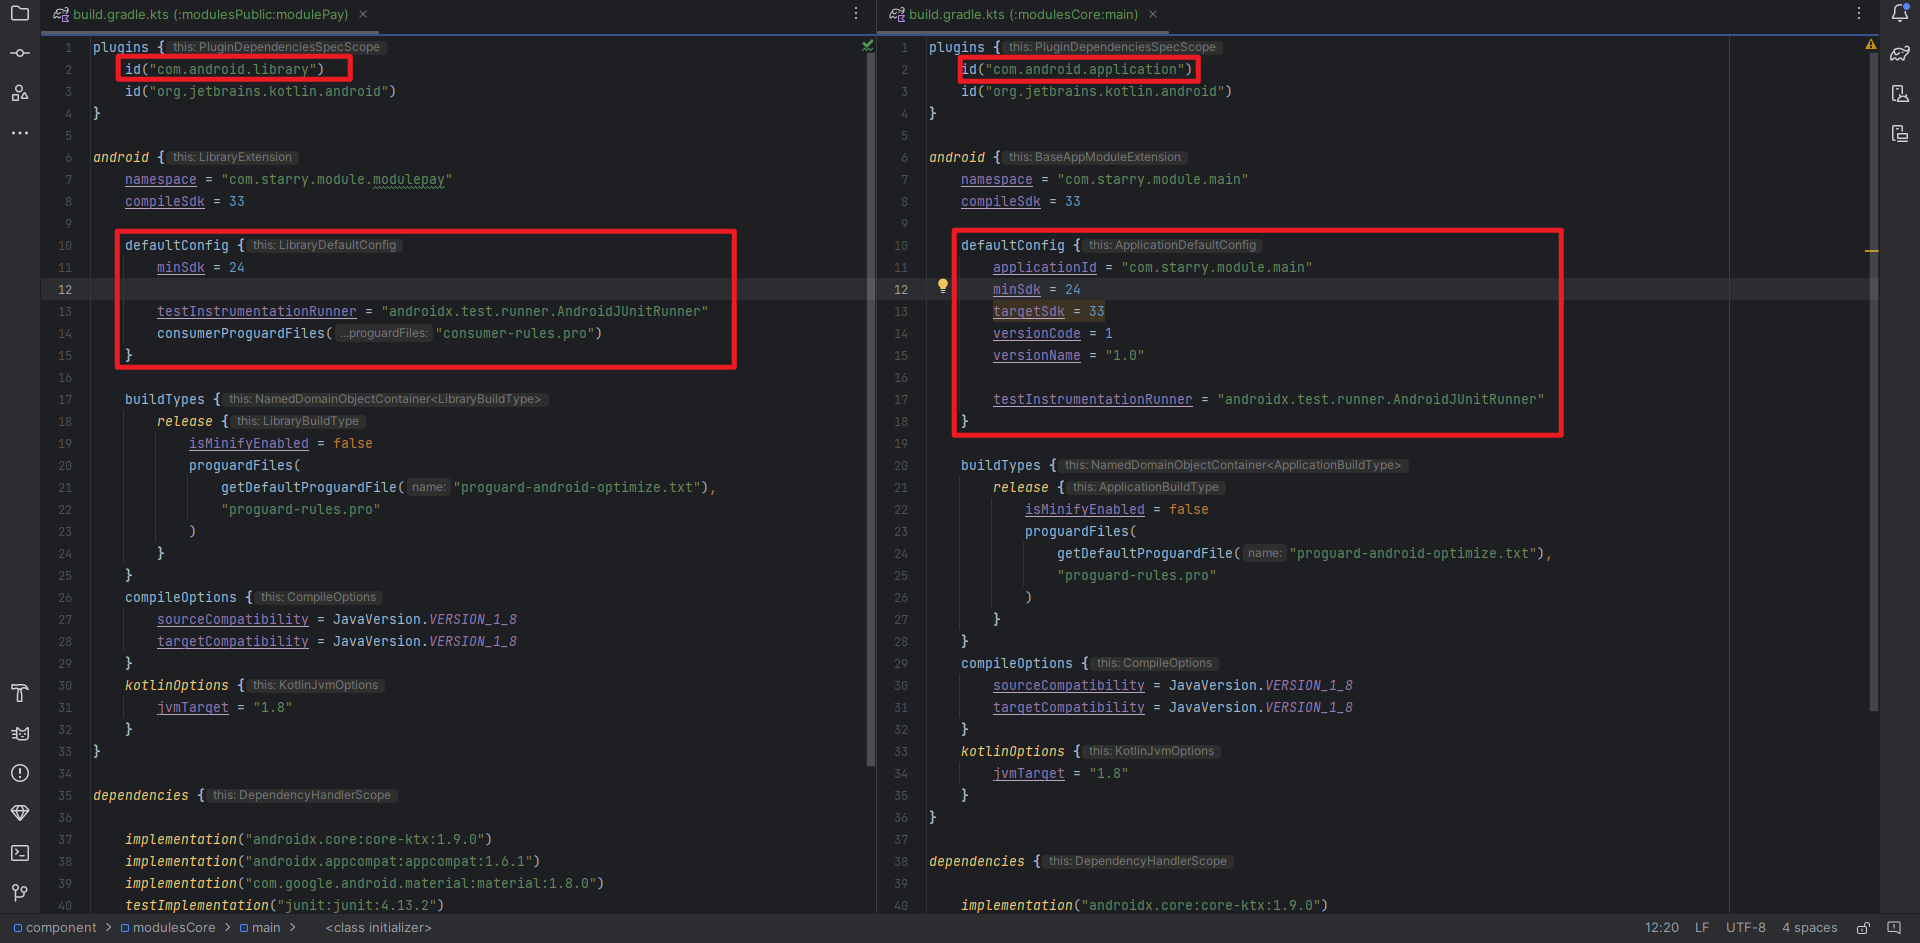 build.gradle.kts (:modulesPublic:modulePay)
1 plugins { this: PluginDependenciesSpecScope
2 id("com.android.library")
3 id("org.jetbrains.kotlin.android")
4 }
5
6 android { this: LibraryExtension
7 namespace = "com.starry.module.modulepay"
8 compileSdk = 33
9
10 defaultConfig { this: LibraryDefaultConfig
11 minSdk = 24
12
13 testInstrumentationRunner = "androidx.test.runner.AndroidJUnitRunner"
14 consumerProguardFiles( ...proguardFiles: "consumer-rules.pro")
15 }
16
17 buildTypes { this: NamedDomainObjectContainer<LibraryBuildType>
18 release { this: LibraryBuildType
19 isMinifyEnabled = false
20 proguardFiles(
21 getDefaultProguardFile( name: "proguard-android-optimize.txt"),
22 "proguard-rules.pro"
23 )
24 }
25 }
26 compileOptions { this: CompileOptions
27 sourceCompatibility = JavaVersion.VERSION_1_8
28 targetCompatibility = JavaVersion.VERSION_1_8
29 }
30 kotlinOptions { this: KotlinJvmOptions
31 jvmTarget = "1.8"
32 }
33 }
34
35 dependencies { this: DependencyHandlerScope
36
37 implementation("androidx.core:core-ktx:1.9.0")
38 implementation("androidx.appcompat:appcompat:1.6.1")
39 implementation("com.google.android.material:material:1.8.0")
40 testImplementation("junit:junit:4.13.2")
build.gradle.kts (:modulesCore:main)
1 plugins { this: PluginDependenciesSpecScope
2 id("com.android.application")
3 id("org.jetbrains.kotlin.android")
4 }
5
6 android { this: BaseAppModuleExtension
7 namespace = "com.starry.module.main"
8 compileSdk = 33
9
10 defaultConfig { this: ApplicationDefaultConfig
11 applicationId = "com.starry.module.main"
12 minSdk = 24
13 targetSdk = 33
14 versionCode = 1
15 versionName = "1.0"
16
17 testInstrumentationRunner = "androidx.test.runner.AndroidJUnitRunner"
18 }
19
20 buildTypes { this: NamedDomainObjectContainer<ApplicationBuildType>
21 release { this: ApplicationBuildType
22 isMinifyEnabled = false
23 proguardFiles(
24 getDefaultProguardFile( name: "proguard-android-optimize.txt"),
25 "proguard-rules.pro"
26 )
27 }
28 }
29 compileOptions { this: CompileOptions
30 sourceCompatibility = JavaVersion.VERSION_1_8
31 targetCompatibility = JavaVersion.VERSION_1_8
32 }
33 kotlinOptions { this: KotlinJvmOptions
34 jvmTarget = "1.8"
35 }
36 }
37
38 dependencies { this: DependencyHandlerScope
39
40 implementation("androidx.core:core-ktx:1.9.0")
component > modulesCore > main > <class initializer>
12:20 LF UTF-8 4 spaces